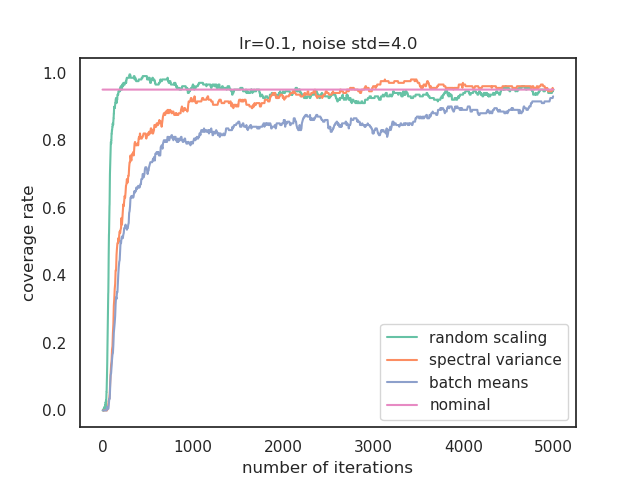 lr=0.1, noise std=4.0
1.0
0.8
0.6
0.4
0.2
0.0
coverage rate
random scaling
spectral variance
batch means
nominal
0 1000 2000 3000 4000 5000
number of iterations